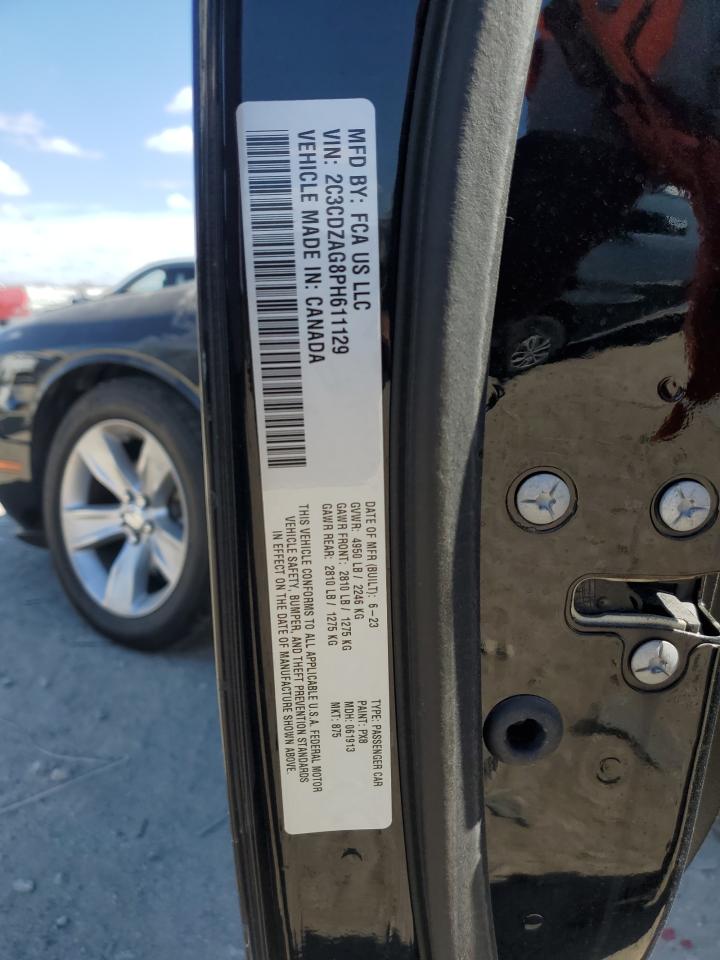 MFD BY: FCA US LLC
VIN: 2C3CDZAG8PH611129
VEHICLE MADE IN: CANADA
DATE OF MFR (BUILT): 6-23
GVWR: 4950 LB / 2246 KG
GAWR FRONT: 2810 LB / 1275 KG
GAWR REAR: 2810 LB / 1275 KG
TYPE: PASSENGER CAR
PAINT: PX8
MDH: 061913
MKT: 875
THIS VEHICLE CONFORMS TO ALL APPLICABLE U.S.A. FEDERAL MOTOR
VEHICLE SAFETY, BUMPER, AND THEFT PREVENTION STANDARDS
IN EFFECT ON THE DATE OF MANUFACTURE SHOWN ABOVE.